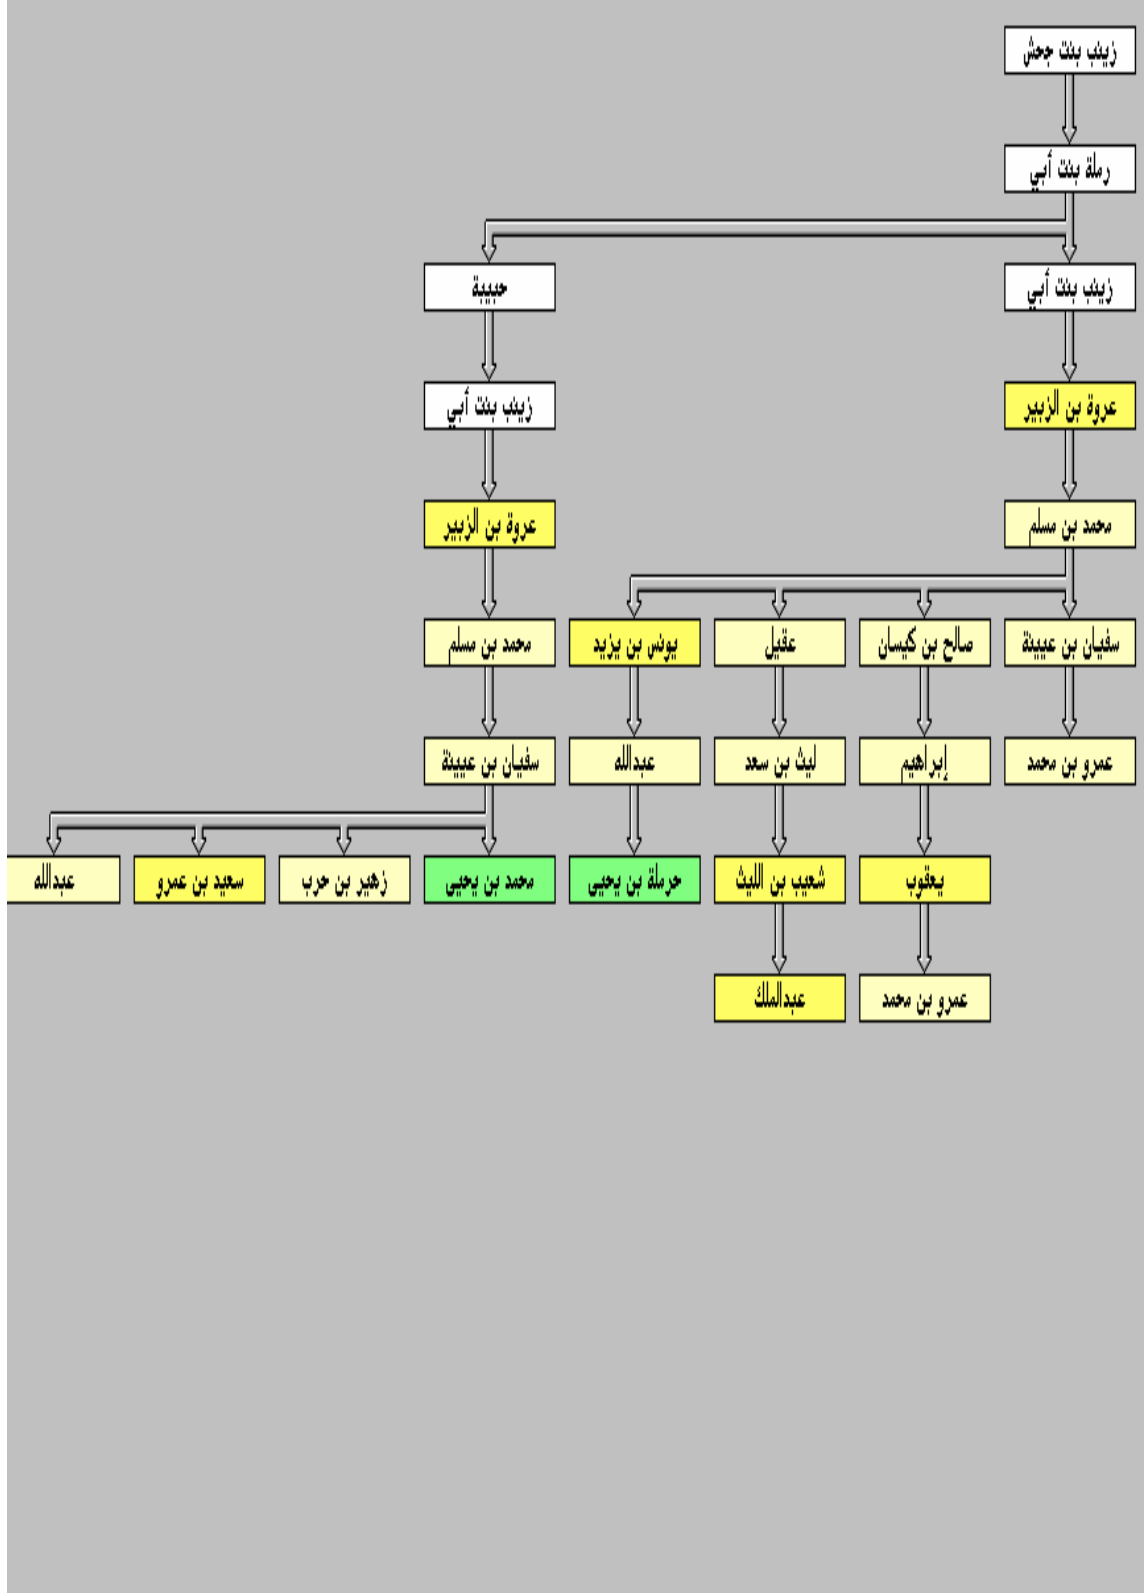 زينب بنت جحش
رملة بنت أبي
زينب بنت أبي
حبيبة
عروة بن الزبير
زينب بنت أبي
محمد بن مسلم
عروة بن الزبير
سفيان بن عيينة
صالح بن كيسان
عقيل
يونس بن يزيد
محمد بن مسلم
عمرو بن محمد
إبراهيم
ليث بن سعد
عبدالله
سفيان بن عيينة
يعقوب
شعيب بن الليث
حرملة بن يحيى
محمد بن يحيى
زهير بن حرب
سعيد بن عمرو
عبدالله
عمرو بن محمد
عبدالملك